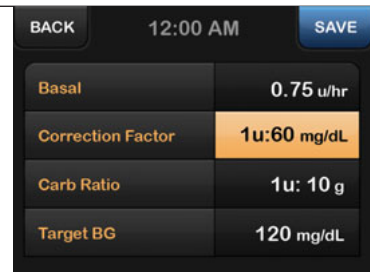 BACK 12:00 AM SAVE
Basal 0.75 u/hr
Correction Factor 1u:60 mg/dL
Carb Ratio 1u: 10 g
Target BG 120 mg/dL